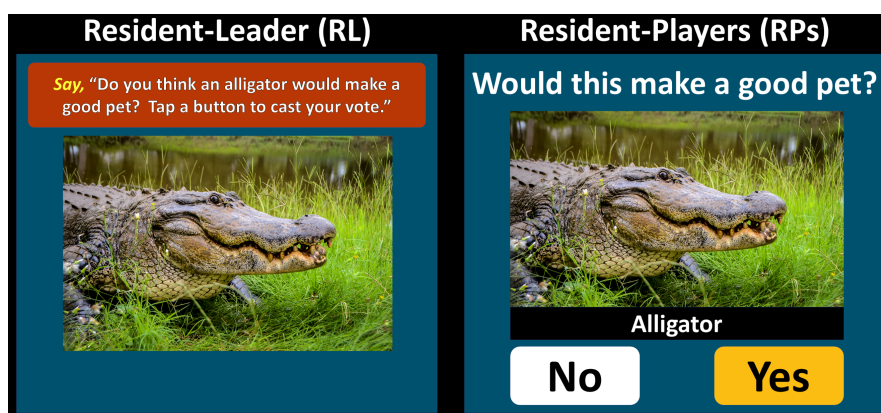 Resident-Leader (RL)
Say, “Do you think an alligator would make a
good pet?  Tap a button to cast your vote.”
Resident-Players (RPs)
Would this make a good pet?
Alligator
No
Yes